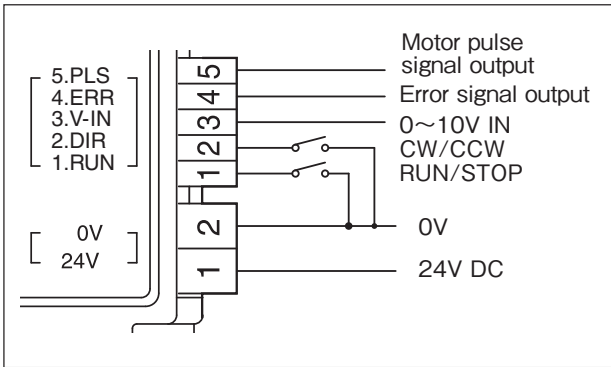 5.PLS
4.ERR
3.V-IN
2.DIR
1.RUN
0V
24V
5
4
3
2
1
2
1
Motor pulse
signal output
Error signal output
0～10V IN
CW/CCW
RUN/STOP
0V
24V DC